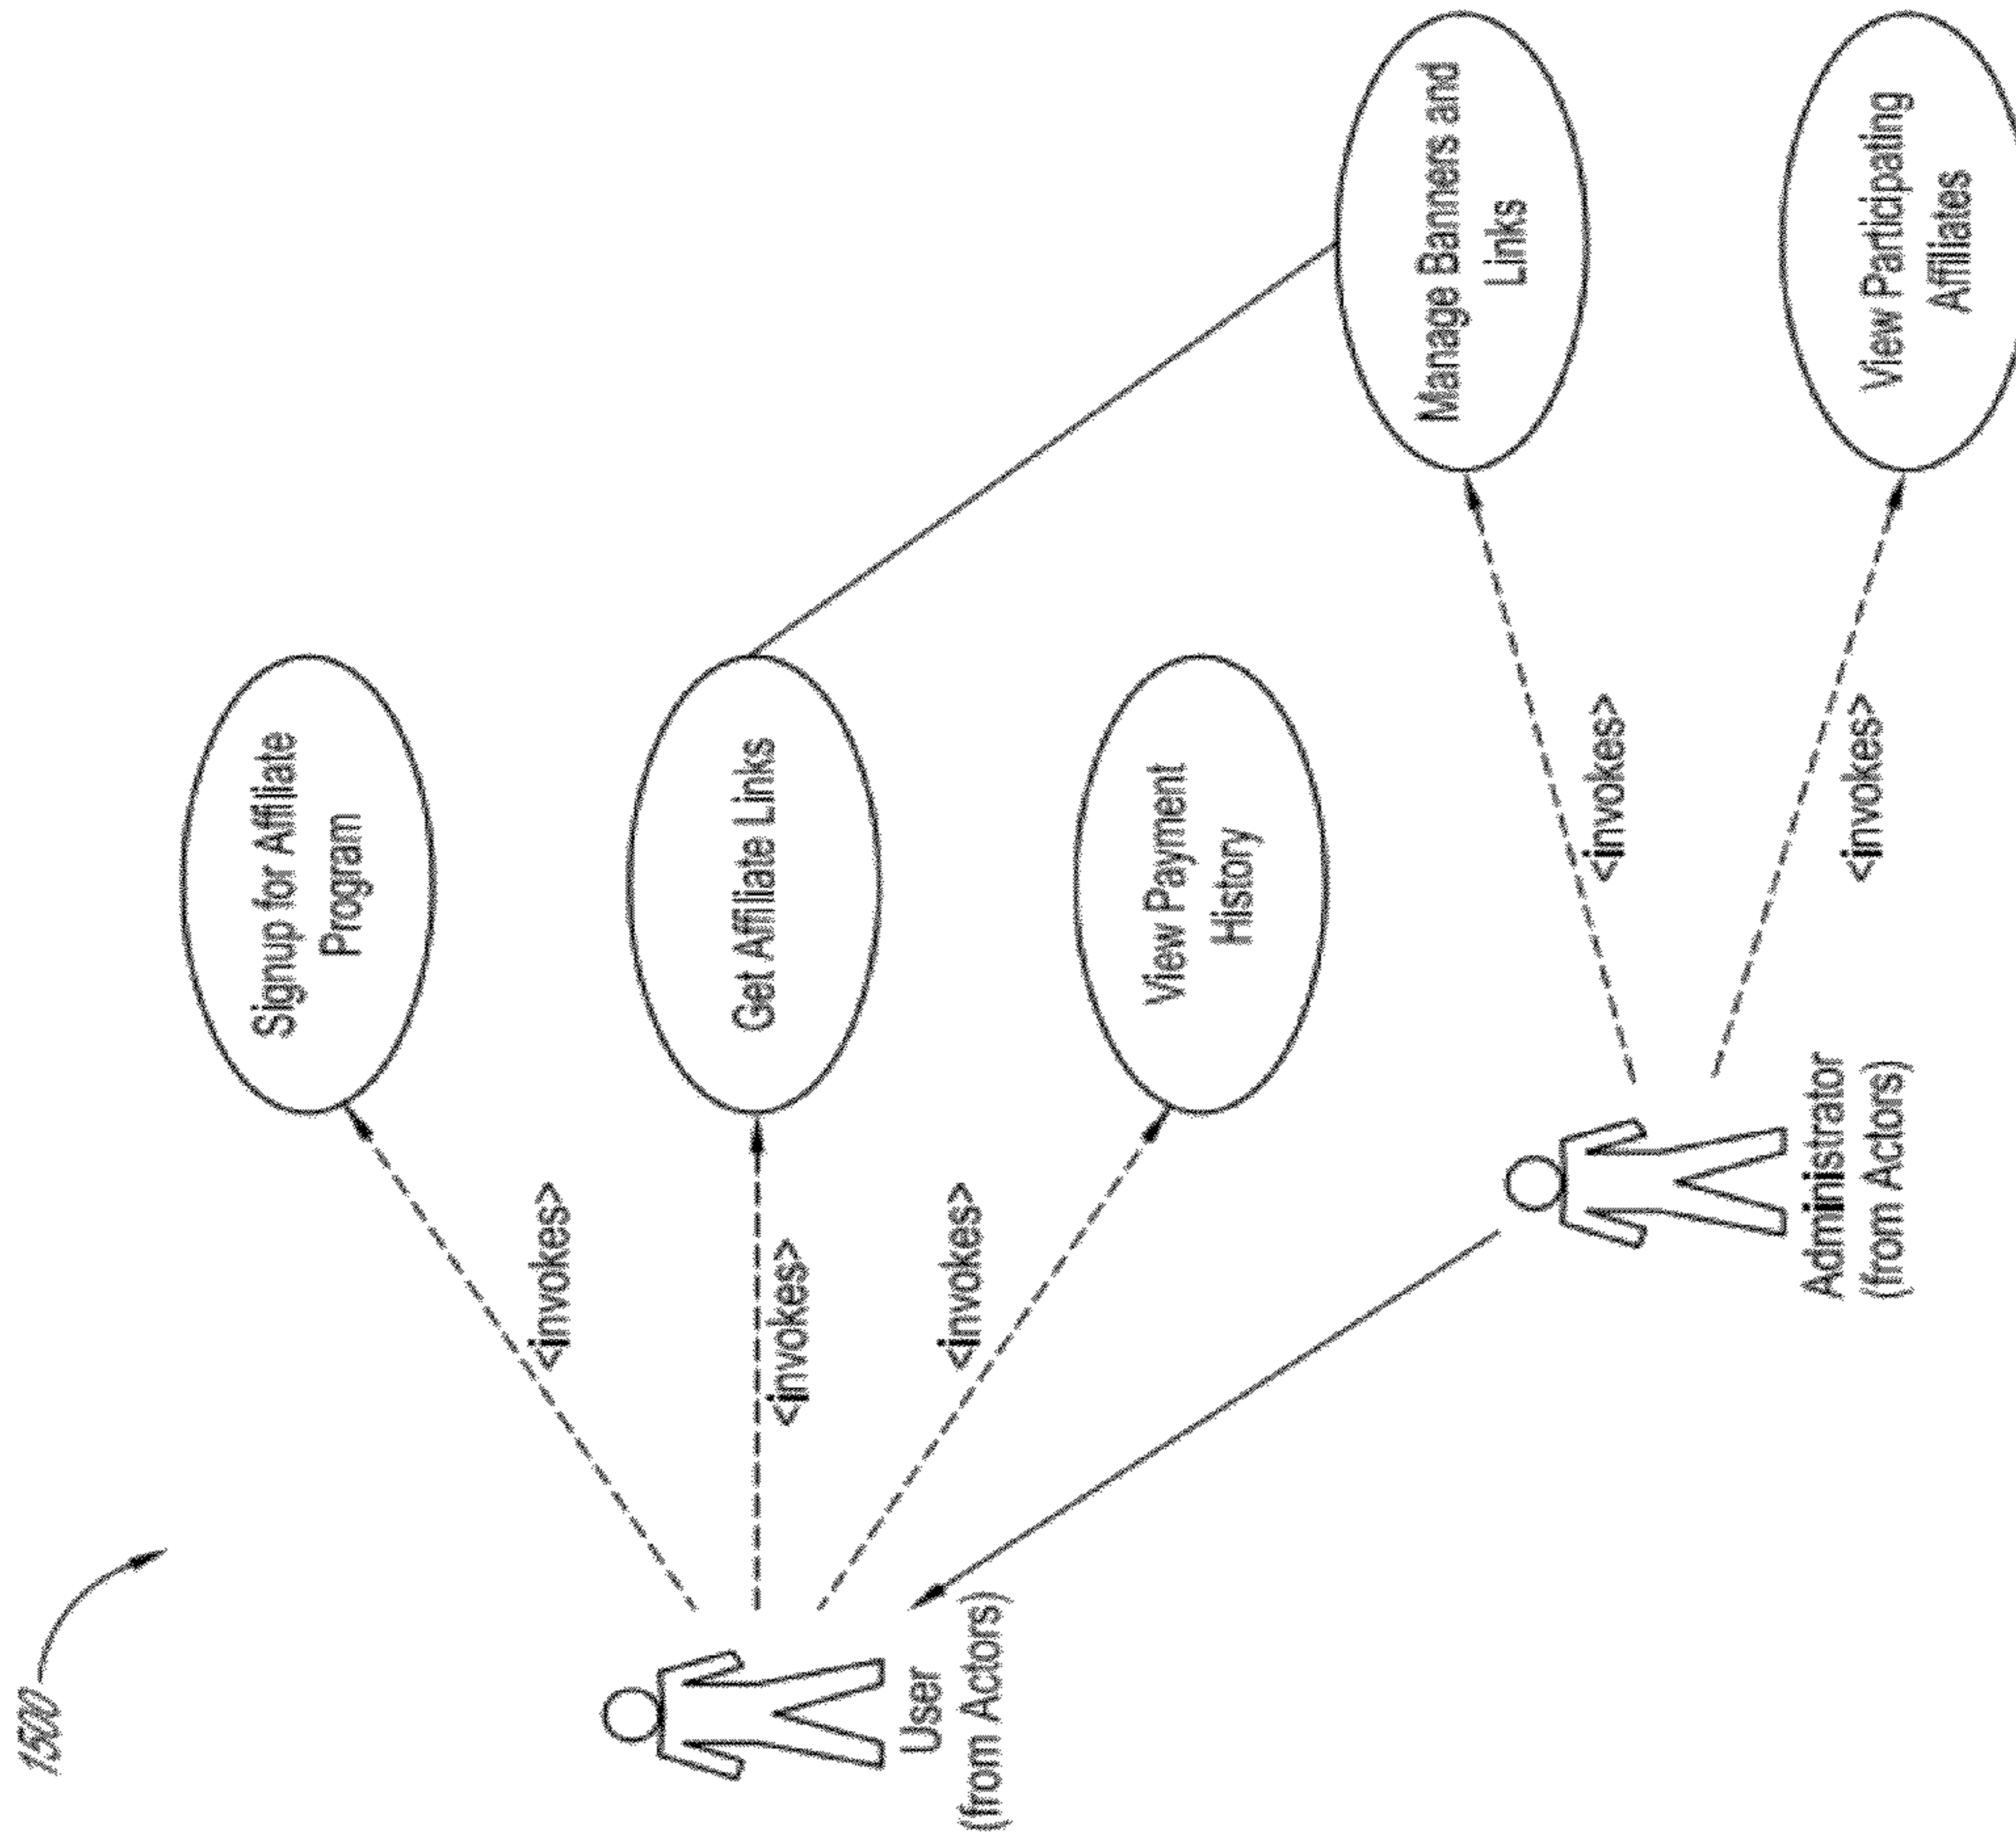 1500
Signup for Affiliate
Program
<invokes>
Get Affiliate Links
<invokes>
View Payment
History
<invokes>
User
(from Actors)
Manage Banners and
Links
<invokes>
View Participating
Affiliates
<invokes>
Administrator
(from Actors)